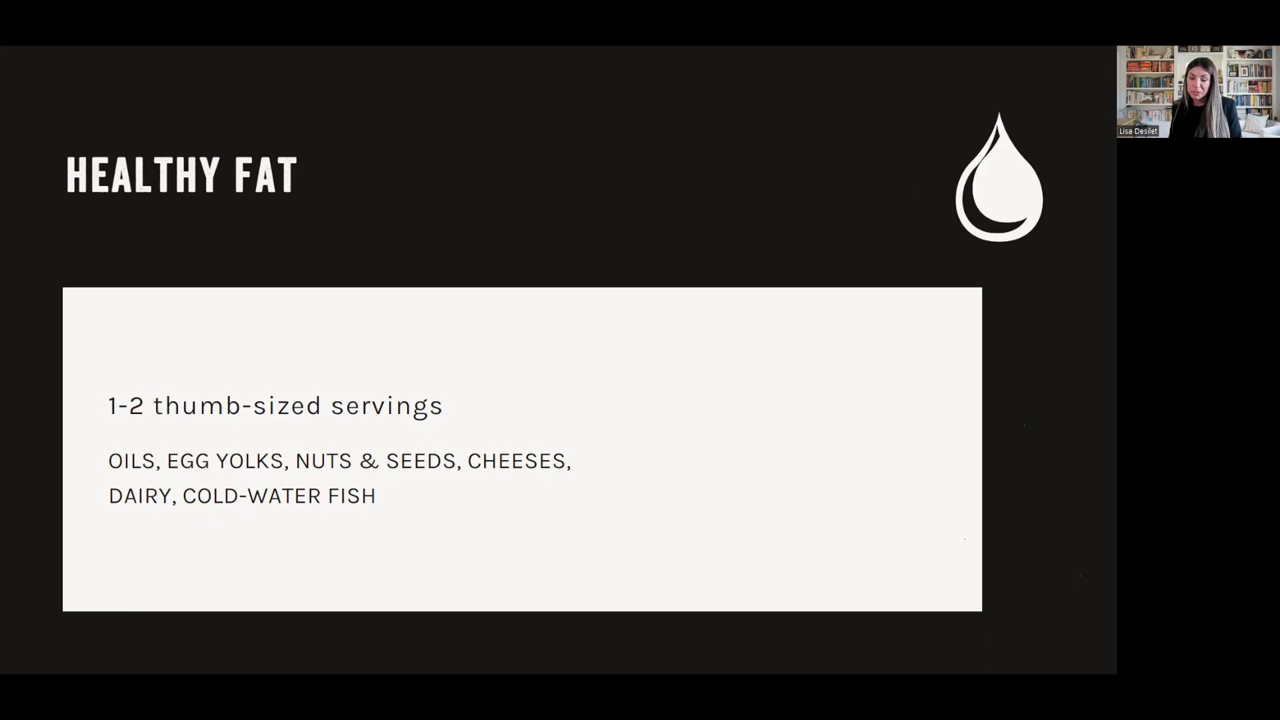 HEALTHY FAT
1-2 thumb-sized servings
OILS, EGG YOLKS, NUTS & SEEDS, CHEESES,
DAIRY, COLD-WATER FISH
Lisa Desilet